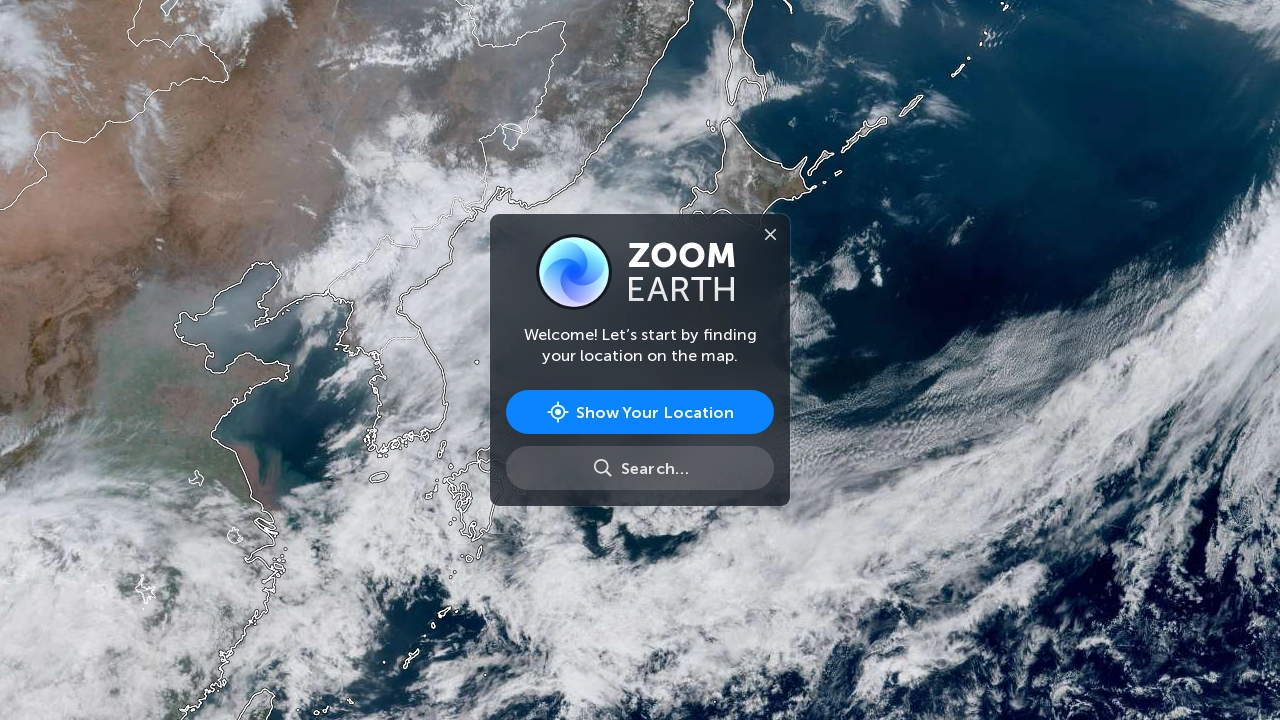 ZOOM
EARTH
Welcome! Let’s start by finding
your location on the map.
Show Your Location
Search...